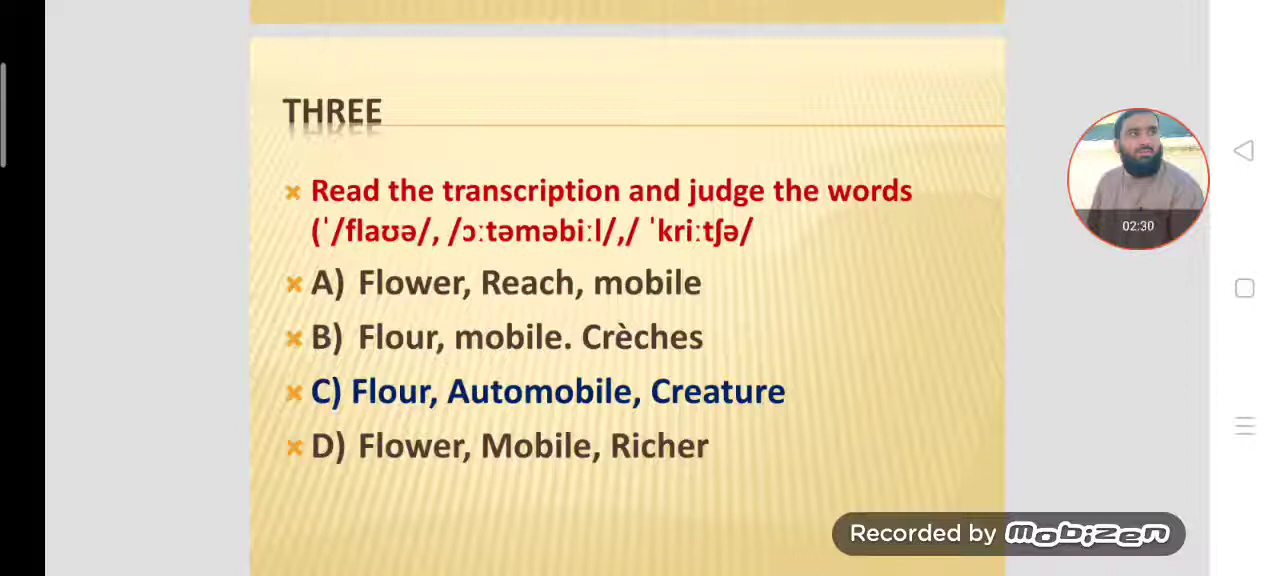 THREE
Read the transcription and judge the words
(ˈ/flaʊə/, /ɔːtəməbiːl/,/ ˈkriːtʃə/
A) Flower, Reach, mobile
B) Flour, mobile. Crèches
C) Flour, Automobile, Creature
D) Flower, Mobile, Richer
02:30
Recorded by mobizen